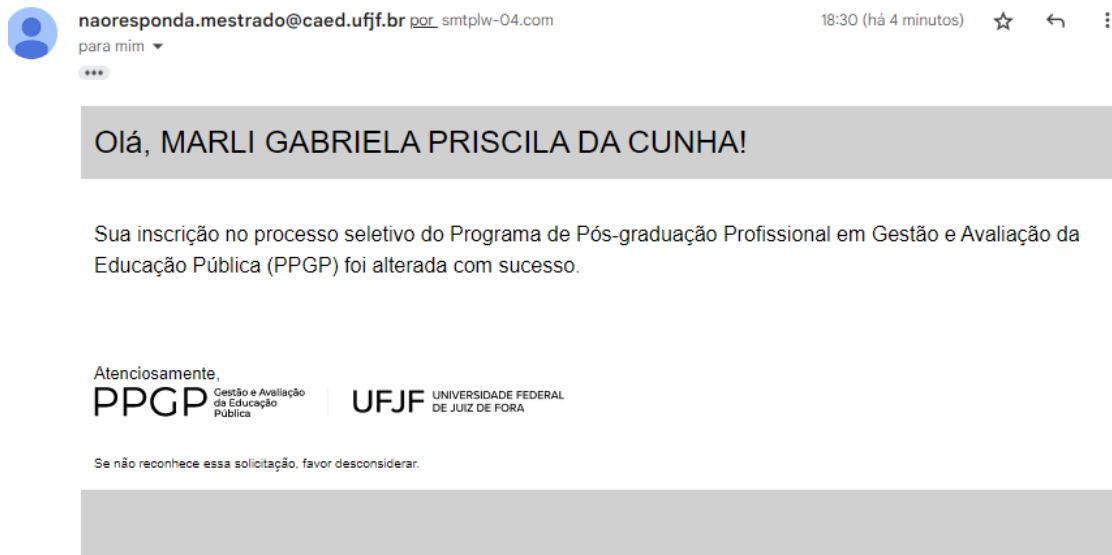 naoresponda.mestrado@caed.ufjf.br por smtplw-04.com 18:30 (há 4 minutos)
para mim
Olá, MARLI GABRIELA PRISCILA DA CUNHA!
Sua inscrição no processo seletivo do Programa de Pós-graduação Profissional em Gestão e Avaliação da
Educação Pública (PPGP) foi alterada com sucesso.
Atenciosamente,
PPGP Gestão e Avaliação
da Educação
Pública
UFJF UNIVERSIDADE FEDERAL
DE JUIZ DE FORA
Se não reconhece essa solicitação, favor desconsiderar.